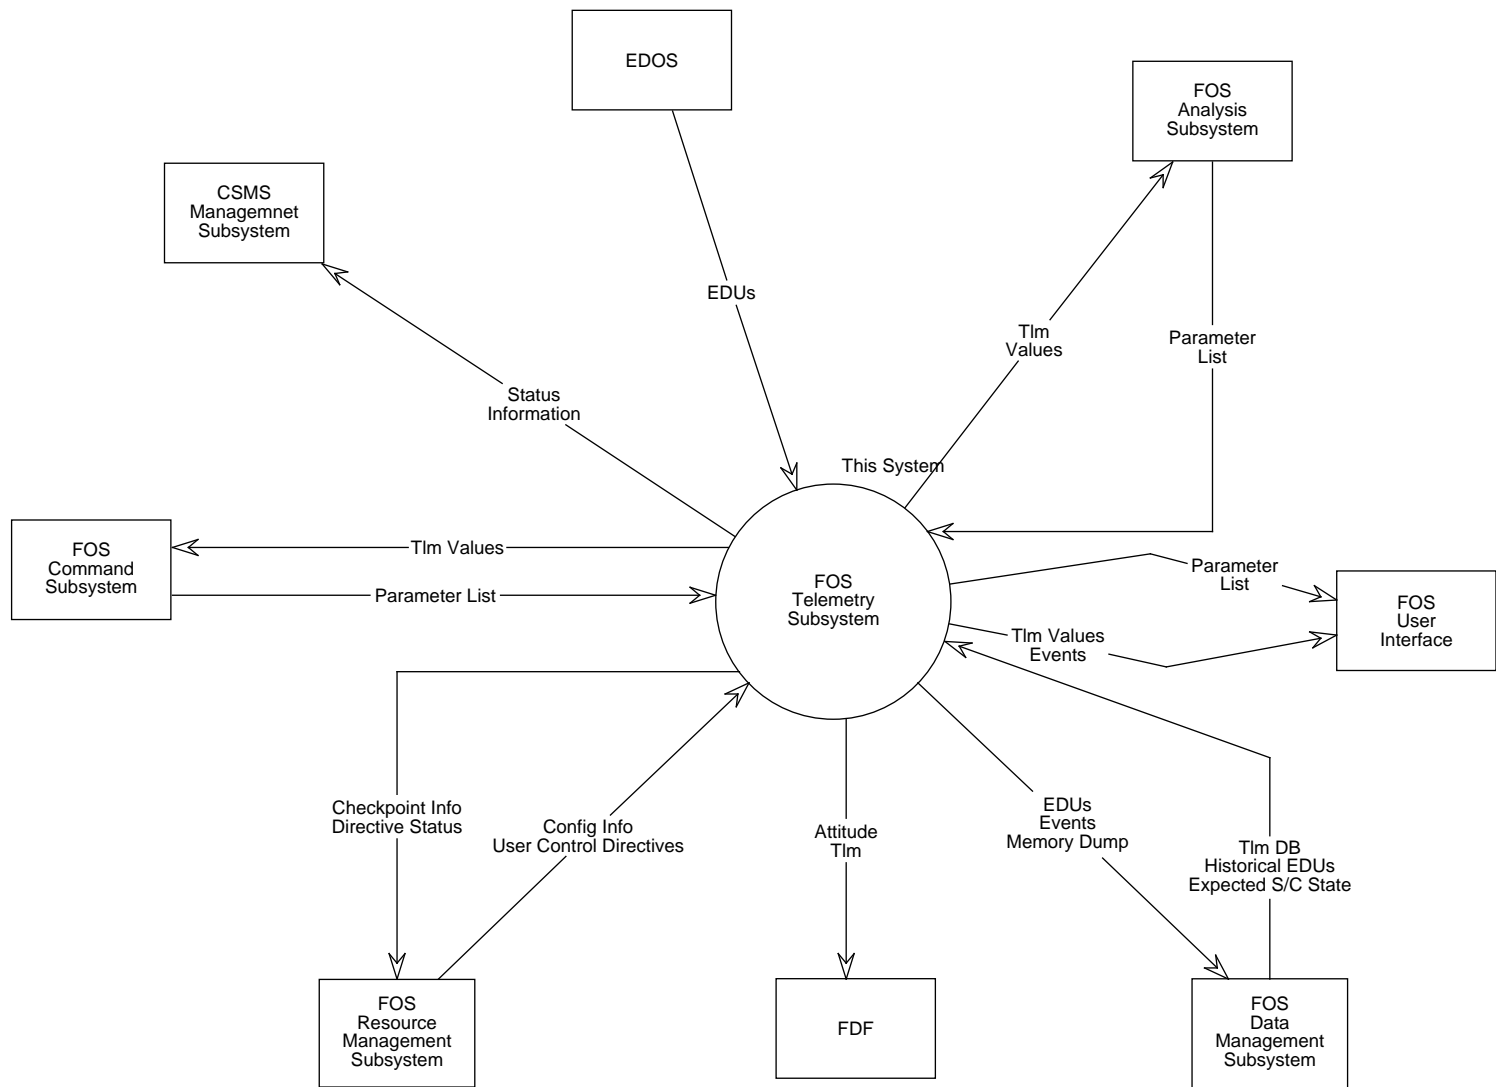 EDOS
FOS
Analysis
Subsystem
CSMS
Managemnet
Subsystem
EDUs
Tlm
Values
Parameter
List
Status
Information
This System
FOS
Command
Subsystem
Tlm Values
Parameter List
FOS
Telemetry
Subsystem
Parameter
List
Tlm Values
Events
FOS
User
Interface
Checkpoint Info
Directive Status
Config Info
User Control Directives
Attitude
Tlm
EDUs
Events
Memory Dump
Tlm DB
Historical EDUs
Expected S/C State
FOS
Resource
Management
Subsystem
FDF
FOS
Data
Management
Subsystem